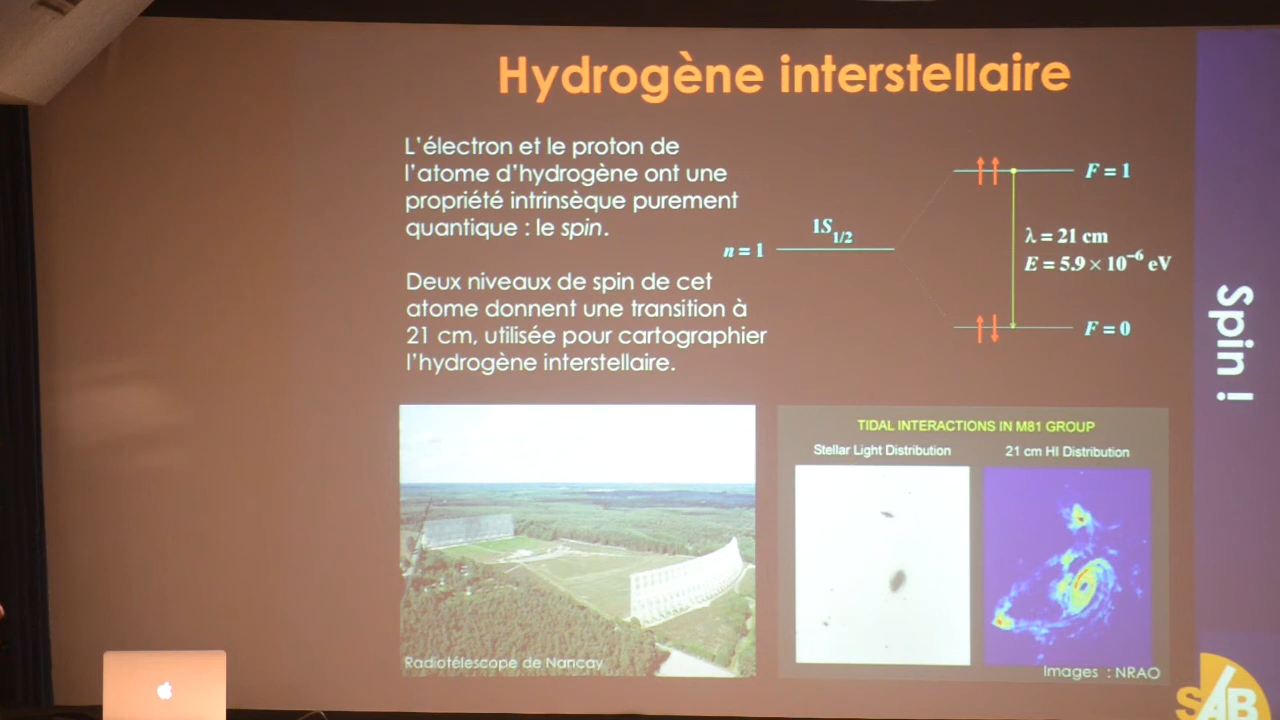 Hydrogène interstellaire
L'électron et le proton de
l'atome d'hydrogène ont une
propriété intrinsèque purement
quantique : le spin.
Deux niveaux de spin de cet
atome donnent une transition à
21 cm, utilisée pour cartographier
l'hydrogène interstellaire.
n = 1
1S1/2
F = 1
λ = 21 cm
E = 5.9 × 10⁻⁶ eV
F = 0
Spin !
Radiotélescope de Nancay
TIDAL INTERACTIONS IN M81 GROUP
Stellar Light Distribution
21 cm HI Distribution
Images : NRAO
SAB